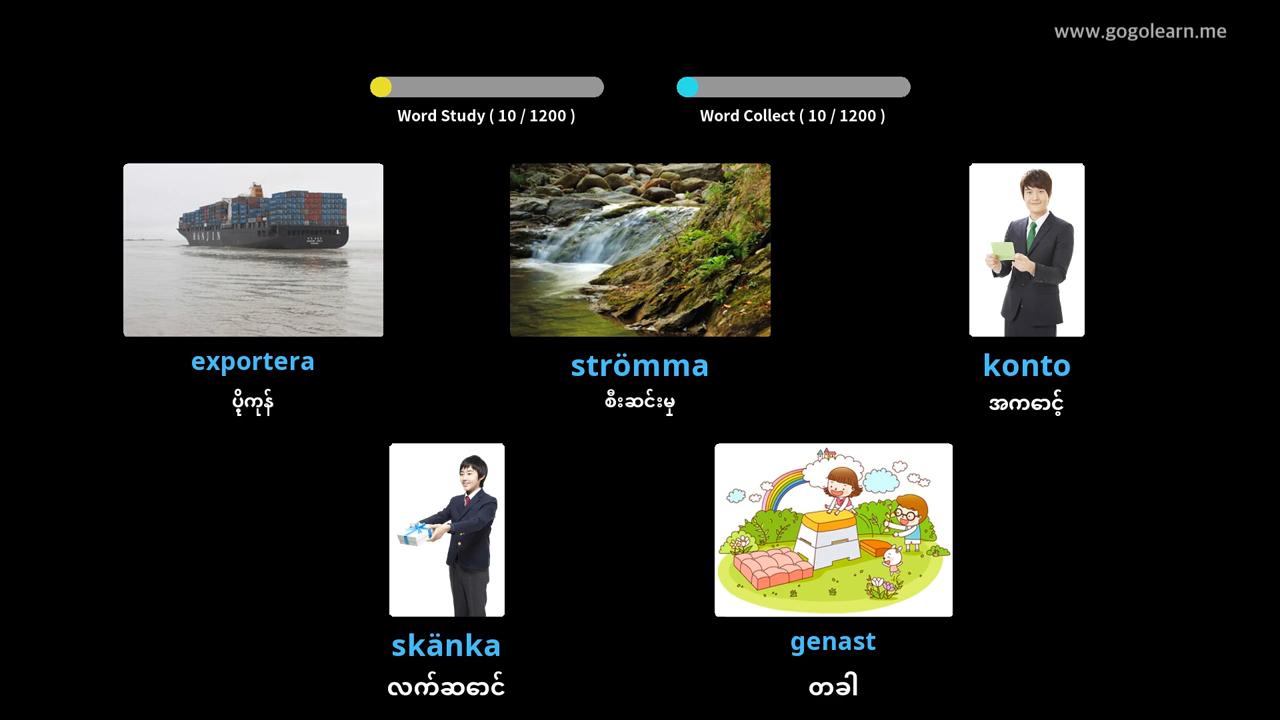 www.gogolearn.me
Word Study ( 10 / 1200 )
Word Collect ( 10 / 1200 )
HANJIN
exportera
ပို့ကုန်
strömma
စီးဆင်းမှု
konto
အကောင့်
skänka
လက်ဆောင်
genast
တခါ